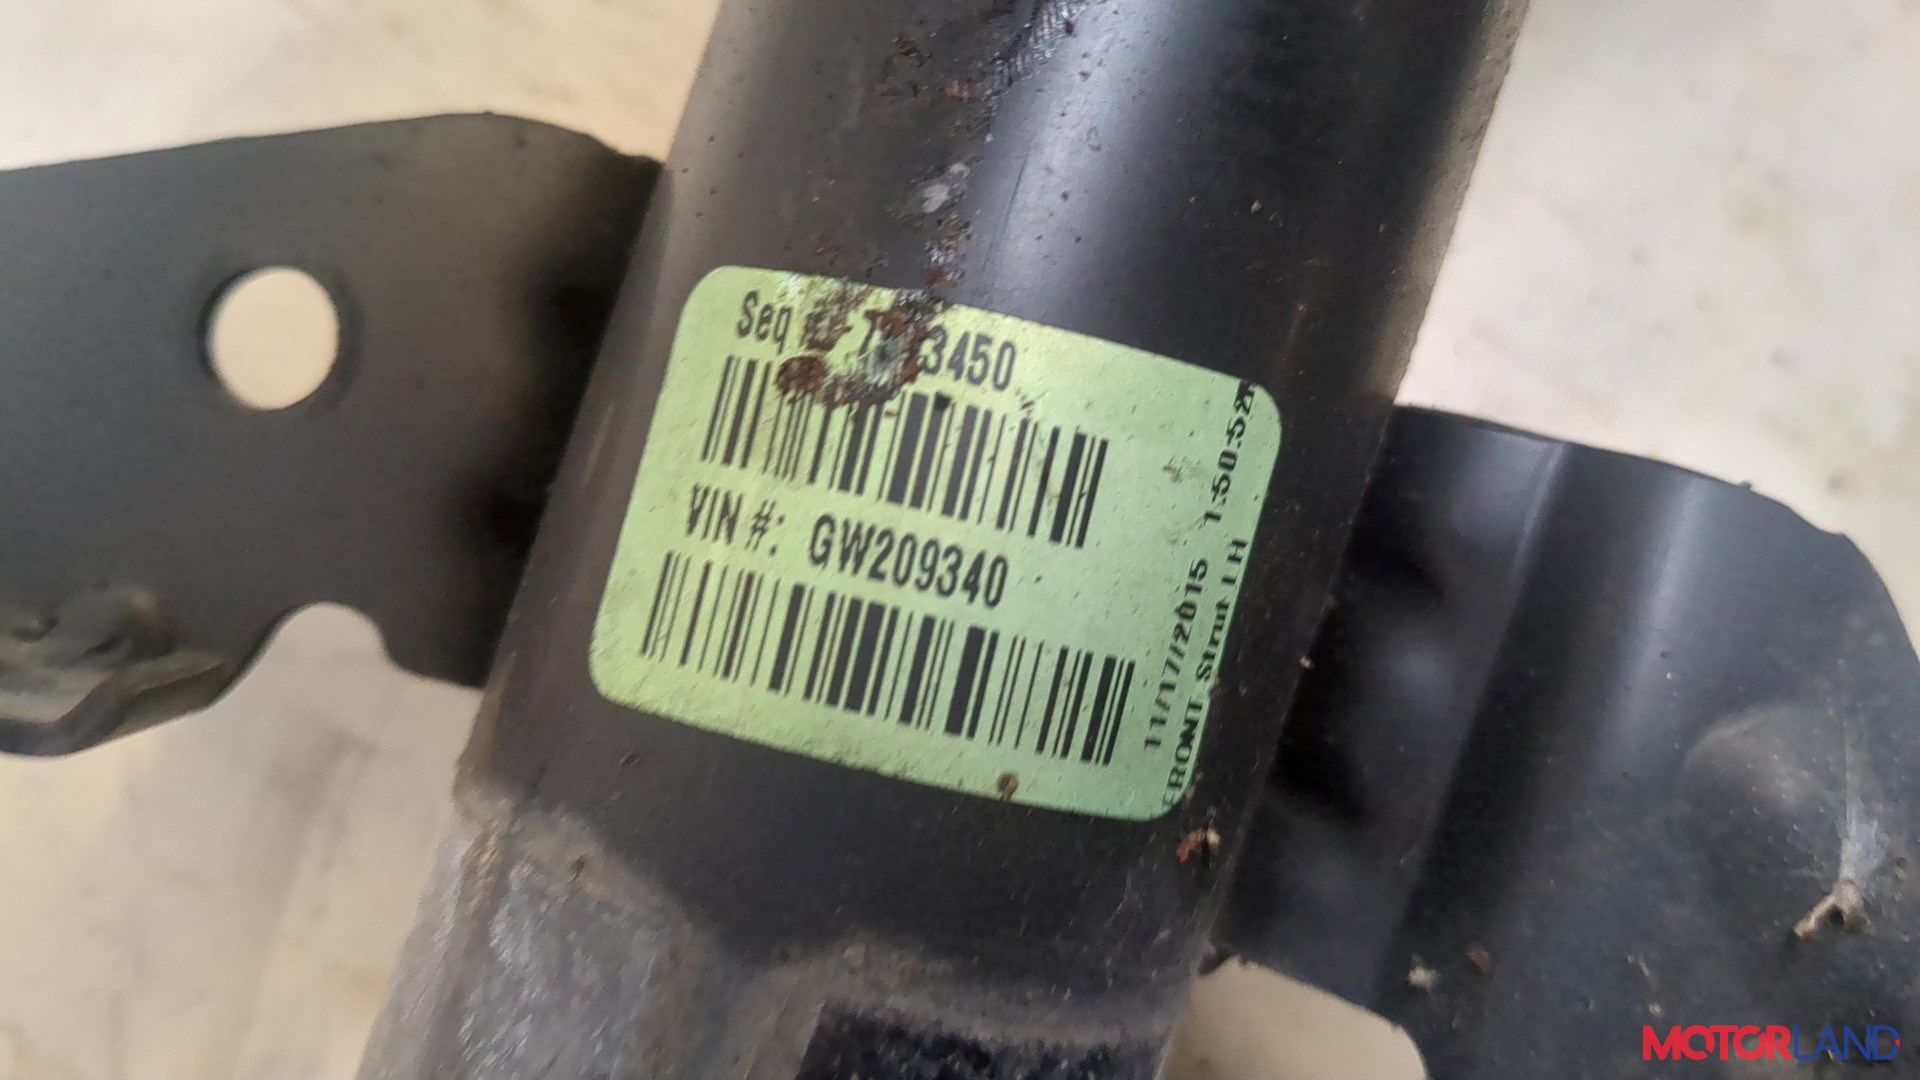 Seq
3450
VIN #: GW209340
11/17/2015 1:50:52
FRONT Strut LH
MOTORLAND